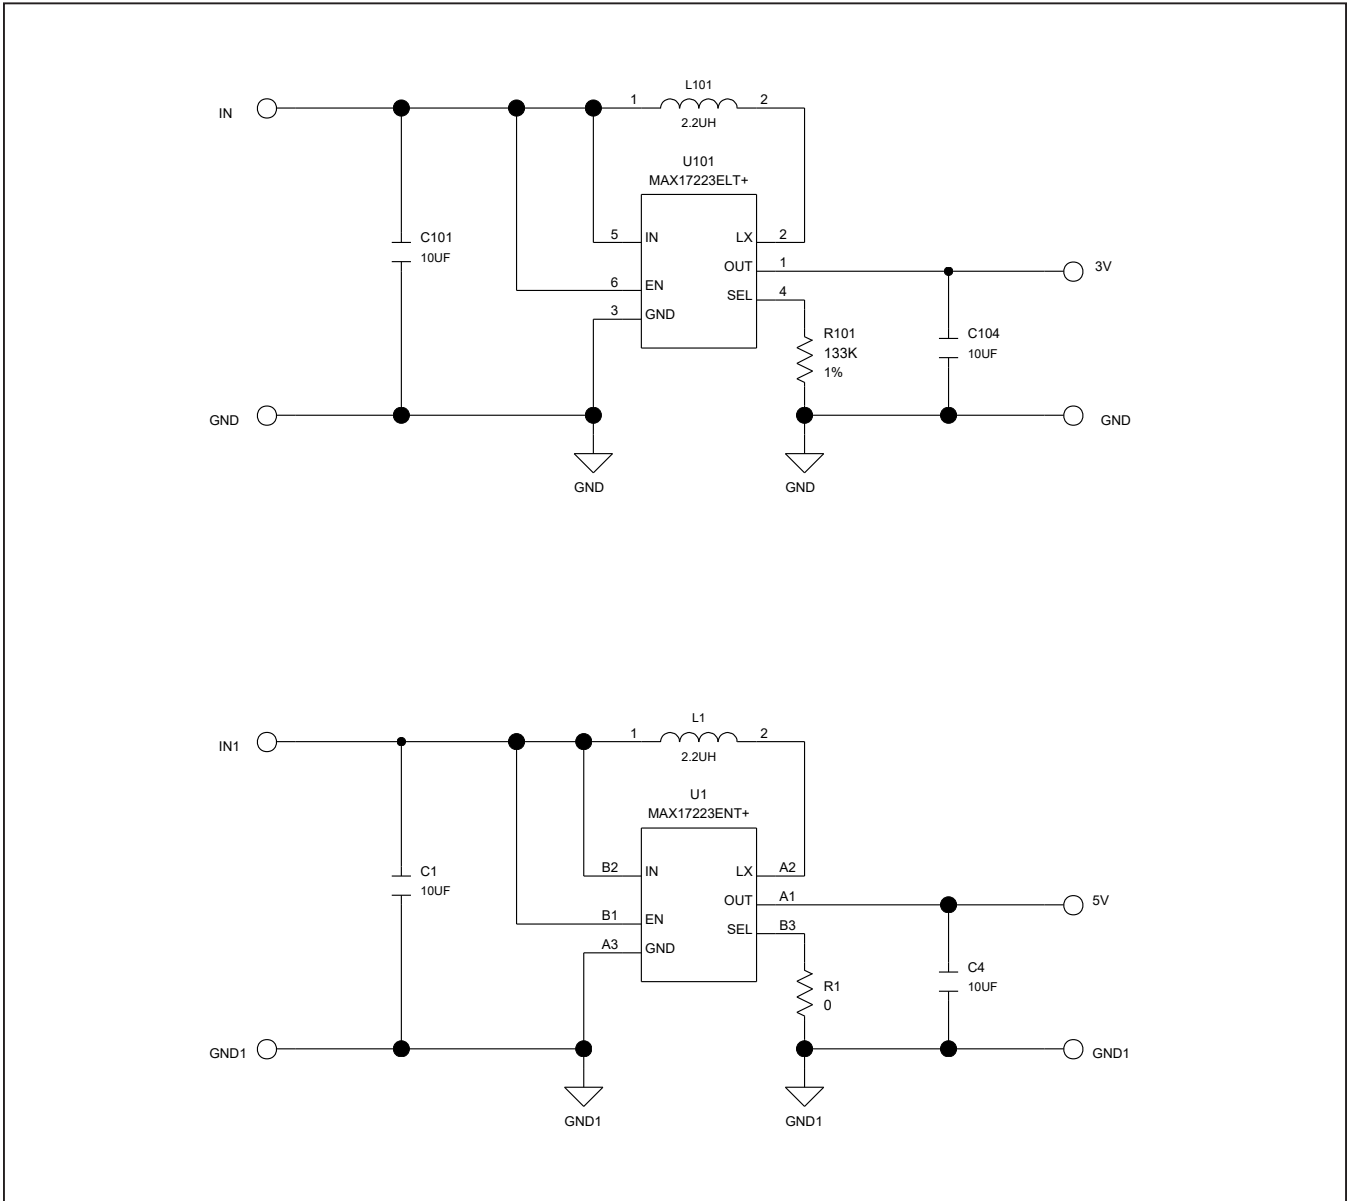 L101
1
2
IN
2.2UH
U101
MAX17223ELT+
C101
10UF
5
IN
LX
2
OUT
1
3V
6
EN
SEL
4
3
GND
R101
133K
1%
C104
10UF
GND
GND
GND
GND
L1
1
2
IN1
2.2UH
U1
MAX17223ENT+
C1
10UF
B2
IN
LX
A2
OUT
A1
5V
B1
EN
SEL
B3
A3
GND
R1
0
C4
10UF
GND1
GND1
GND1
GND1